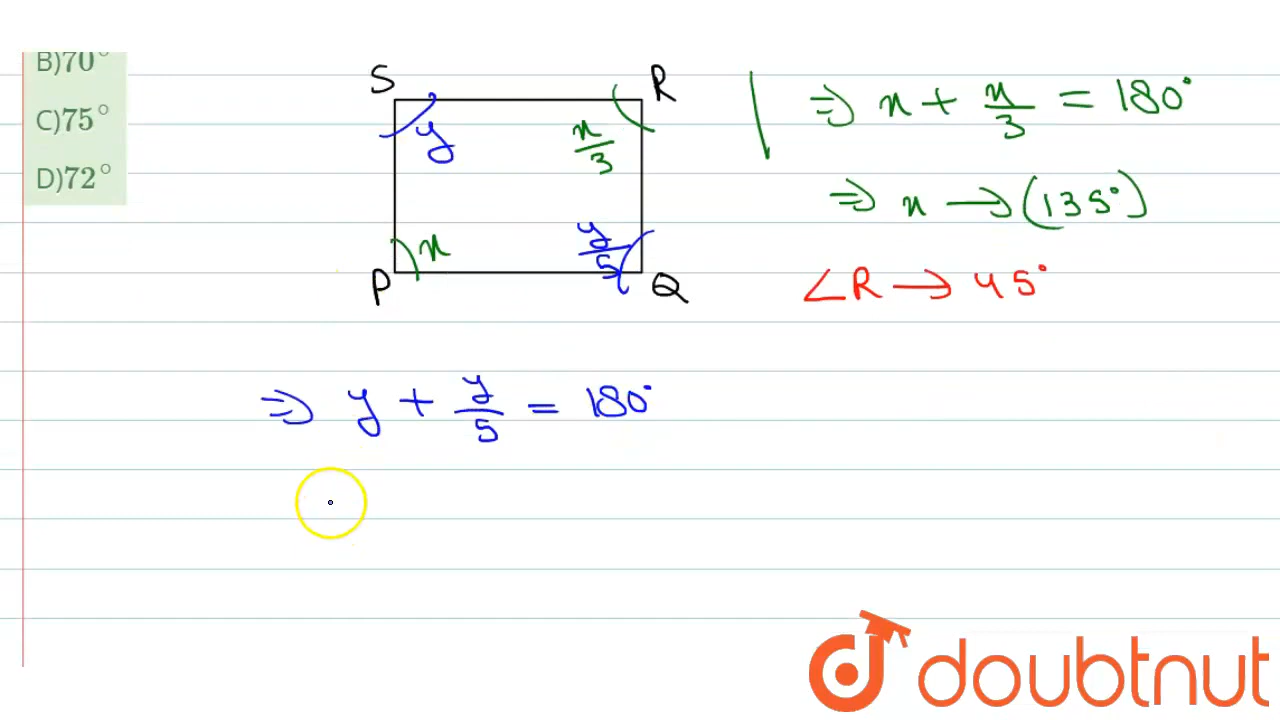 B)70°
C)75°
D)72°
S
R
y
x/3
x
y/5
P
Q
⇒ x + x/3 = 180°
⇒ x → (135°)
∠R → 45°
⇒ y + y/5 = 180°
doubtnut